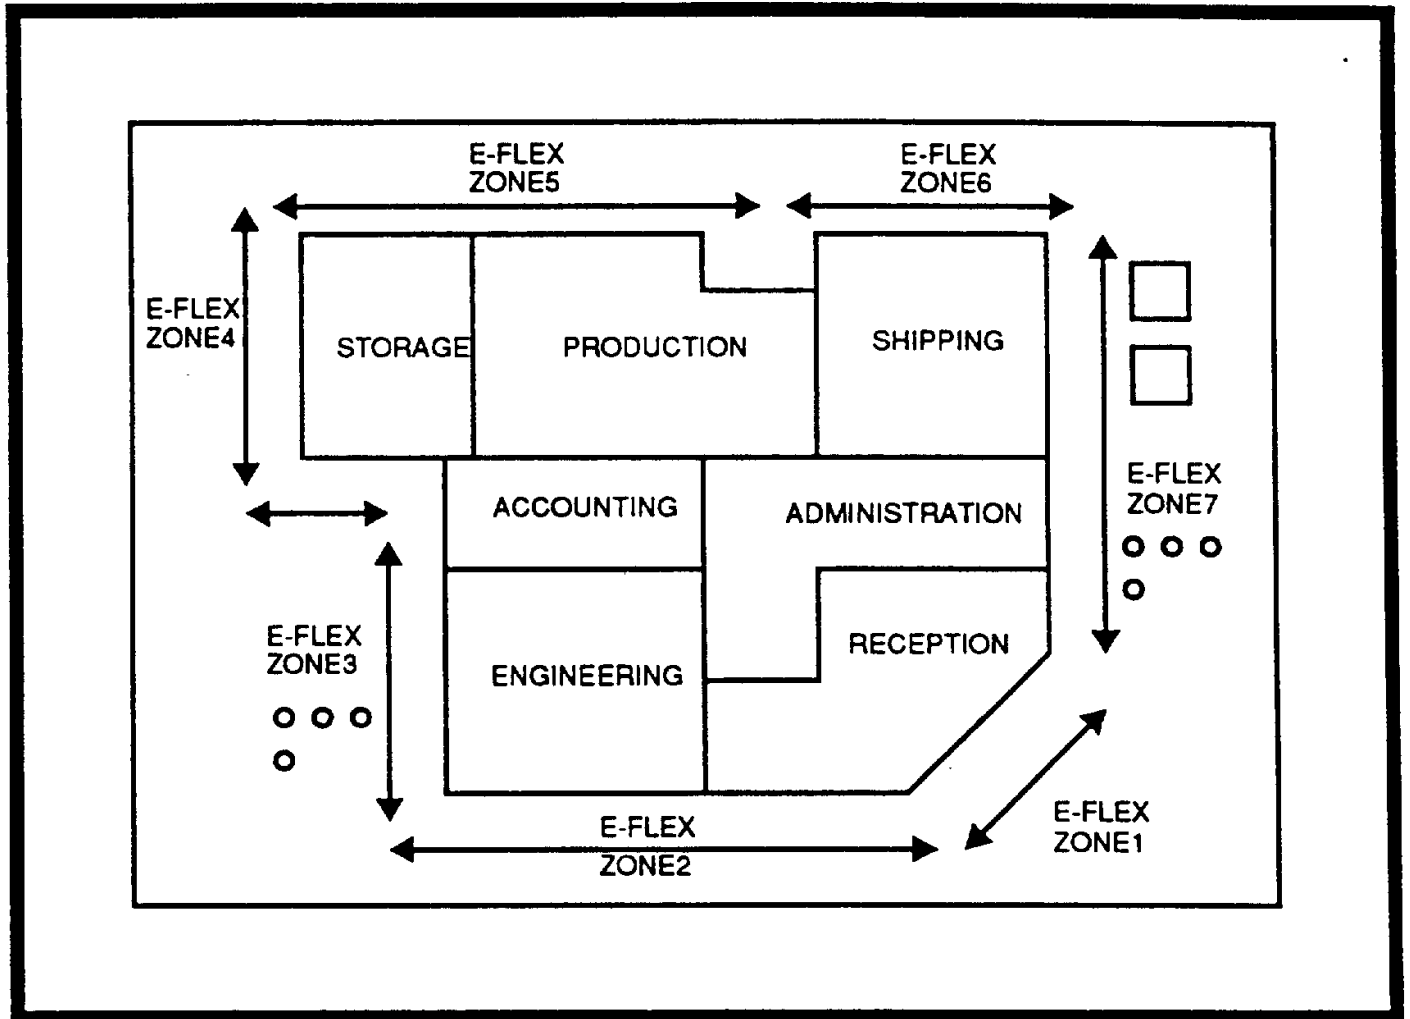 E-FLEX
ZONE5
E-FLEX
ZONE6
E-FLEX
ZONE4
STORAGE
PRODUCTION
SHIPPING
E-FLEX
ZONE7
ACCOUNTING
ADMINISTRATION
E-FLEX
ZONE3
ENGINEERING
RECEPTION
E-FLEX
ZONE2
E-FLEX
ZONE1